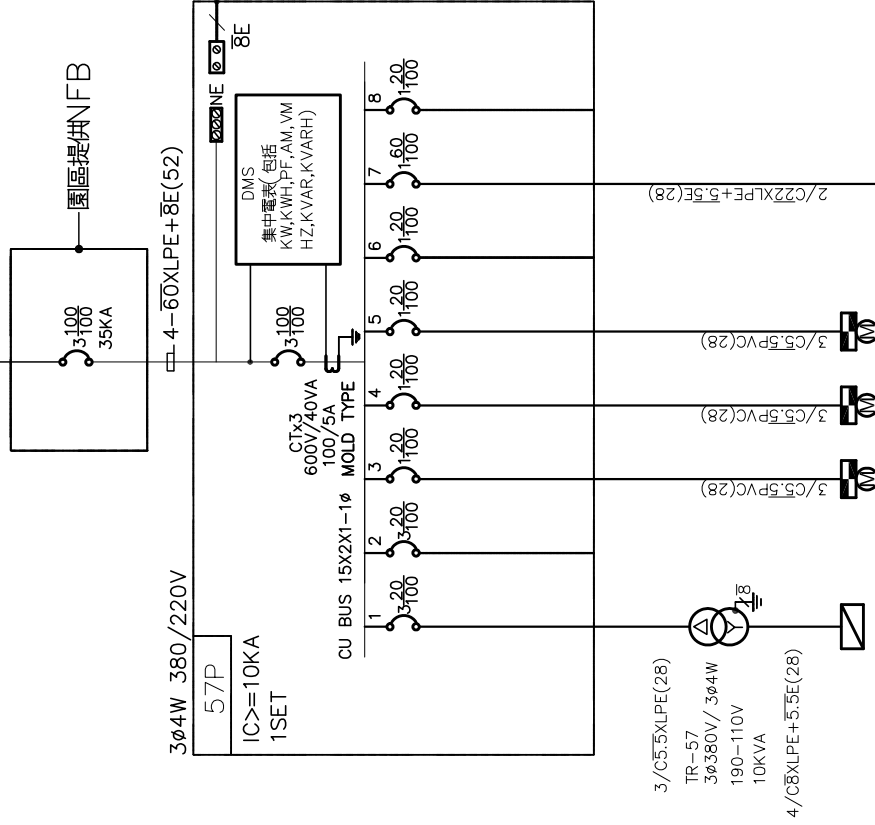 園區提供NFB
3 100/100
35KA
4-60XLPE+8E(52)
8E
NE
DMS
集中電表(包括
KW,KWH,PF,AM,VM
HZ,KVAR,KVARH)
3 100/100
CTx3
600V/40VA
100/5A
MOLD TYPE
3ø4W 380/220V
57P
IC>=10KA
1SET
CU BUS 15X2X1-1ø
1
3 20/100
2
3 20/100
3
1 20/100
4
1 20/100
5
1 20/100
6
1 20/100
7
1 60/100
8
1 20/100
3/C5.5PVC(28)
3/C5.5PVC(28)
3/C5.5PVC(28)
2/C22XLPE+5.5E(28)
3/C5.5XLPE(28)
TR-57
3ø380V/3ø4W
190-110V
10KVA
8
4/C8XLPE+5.5E(28)